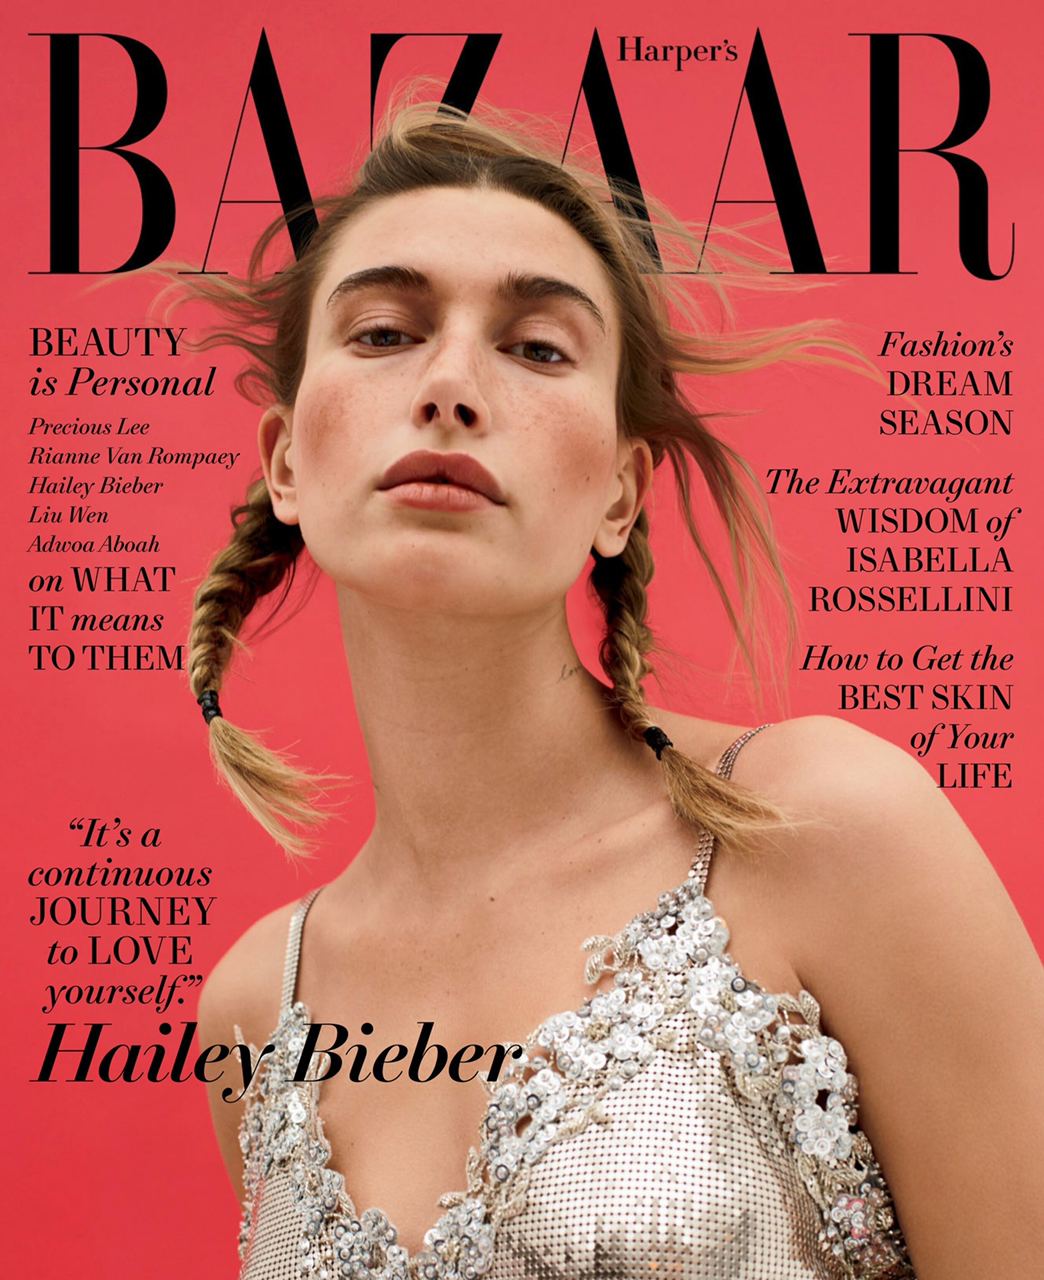 Harper's
BAZAAR
BEAUTY
is Personal
Precious Lee
Rianne Van Rompaey
Hailey Bieber
Liu Wen
Adwoa Aboah
on WHAT
IT means
TO THEM
“It’s a
continuous
JOURNEY
to LOVE
yourself.”
Hailey Bieber
Fashion’s
DREAM
SEASON
The Extravagant
WISDOM of
ISABELLA
ROSSELLINI
How to Get the
BEST SKIN
of Your
LIFE